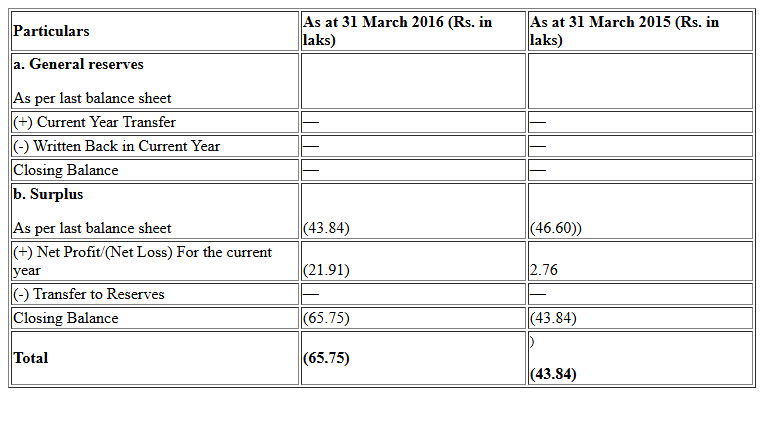 Particulars
As at 31 March 2016 (Rs. in
laks)
As at 31 March 2015 (Rs. in
laks)
a. General reserves
As per last balance sheet
(+) Current Year Transfer — —
(-) Written Back in Current Year — —
Closing Balance — —
b. Surplus
As per last balance sheet (43.84) (46.60))
(+) Net Profit/(Net Loss) For the current
year (21.91) 2.76
(-) Transfer to Reserves — —
Closing Balance (65.75) (43.84)
Total (65.75)
)
(43.84)